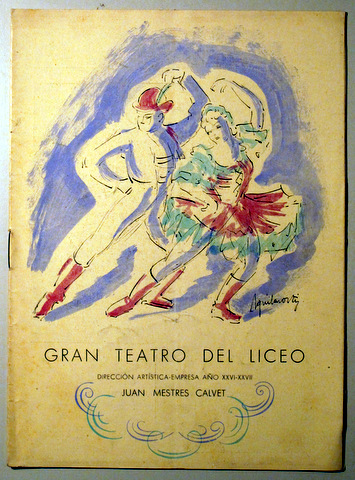 GRAN TEATRO DEL LICEO
DIRECCIÓN ARTÍSTICA-EMPRESA AÑO XXVI-XXVII
JUAN MESTRES CALVET